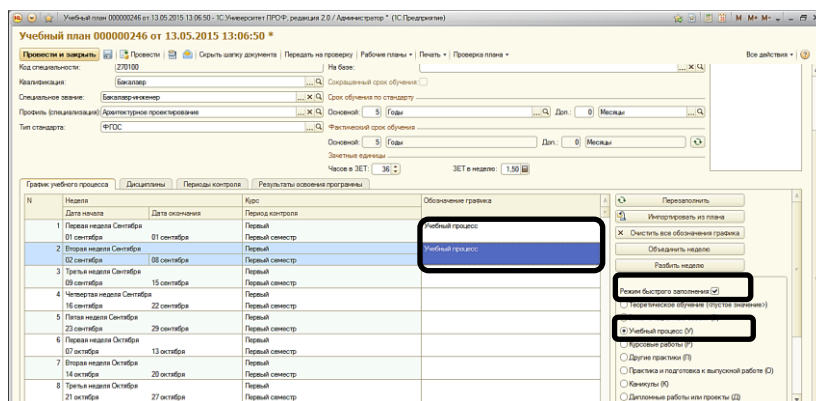 Учебный план 000000246 от 13.05.2015 13:06:50 - 1С:Университет ПРОФ, редакция 2.0 / Администратор * (1С:Предприятие)
M M+ M-
Учебный план 000000246 от 13.05.2015 13:06:50 *
Провести и закрыть Провести Скрыть шапку документа Передать на проверку Рабочие планы Печать Проверка плана Все действия
Код специальности: 270100 На базе:
Квалификация: Бакалавр Сокращенный срок обучения:
Специальное звание: Бакалавр-инженер Срок обучения по стандарту
Профиль (специализация): Архитектурное проектирование Основной: 5 Годы Доп.: 0 Месяцы
Тип стандарта: ФГОС Фактический срок обучения
Основной: 5 Годы Доп.: 0 Месяцы
Зачетные единицы
Часов в ЗЕТ: 36 ЗЕТ в неделю: 1,50
График учебного процесса Дисциплины Периоды контроля Результаты освоения программы
N Неделя Курс Обозначение графика
Дата начала Дата окончания Период контроля
1 Первая неделя Сентября Первый Учебный процесс
01 сентября 01 сентября Первый семестр
2 Вторая неделя Сентября Первый Учебный процесс
02 сентября 08 сентября Первый семестр
3 Третья неделя Сентября Первый
09 сентября 15 сентября Первый семестр
4 Четвертая неделя Сентября Первый
16 сентября 22 сентября Первый семестр
5 Пятая неделя Сентября Первый
23 сентября 29 сентября Первый семестр
6 Первая неделя Октября Первый
07 октября 13 октября Первый семестр
7 Вторая неделя Октября Первый
14 октября 20 октября Первый семестр
8 Третья неделя Октября Первый
21 октября 27 октября Первый семестр
Перезаполнить
Импортировать из плана
Очистить все обозначения графика
Объединить неделю
Разбить неделю
Режим быстрого заполнения:
Теоретическое обучение (<пустое значение>)
Учебный процесс (У)
Курсовые работы (Р)
Другие практики (П)
Практика и подготовка к выпускной работе (О)
Каникулы (К)
Дипломные работы или проекты (Д)